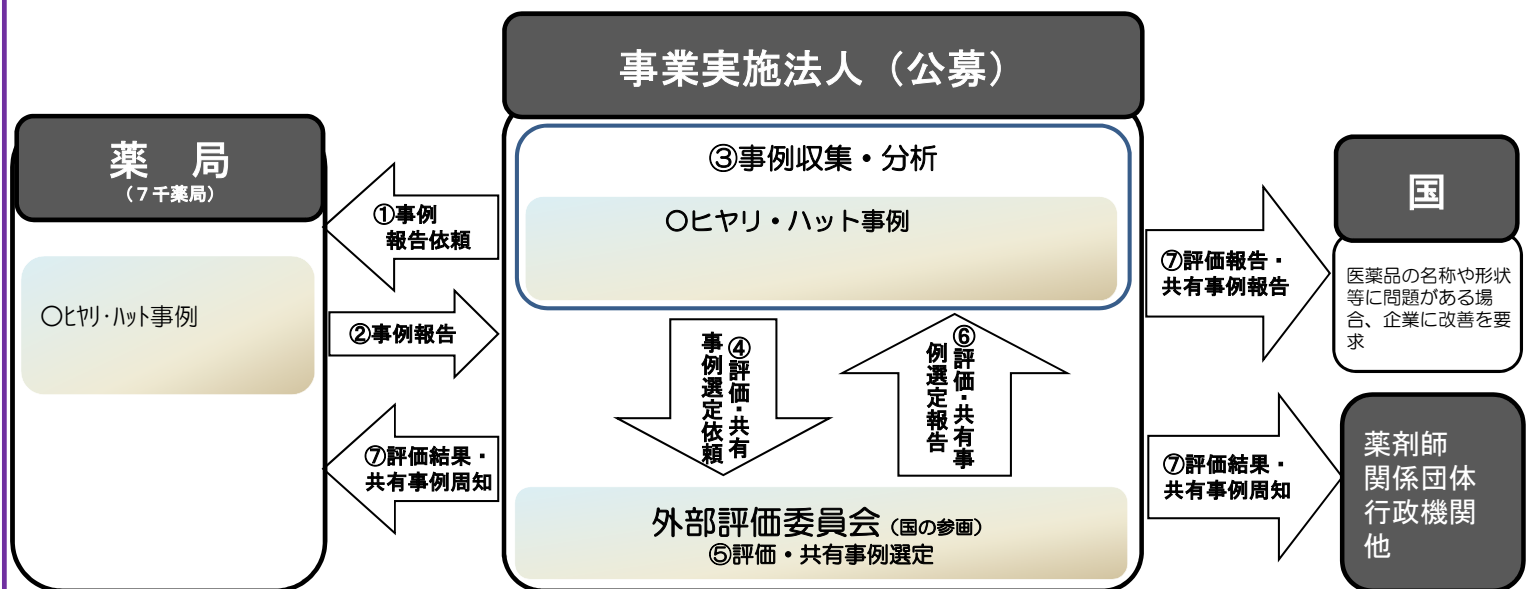 事業実施法人（公募）
薬　局
（７千薬局）
〇ﾋﾔﾘ･ﾊｯﾄ事例
①事例
報告依頼
②事例報告
⑦評価結果・
共有事例周知
③事例収集・分析
〇ヒヤリ・ハット事例
④評価・共有
事例選定依頼
⑥評価・共有事
例選定報告
外部評価委員会（国の参画）
⑤評価・共有事例選定
⑦評価報告・
共有事例報告
国
医薬品の名称や形状
等に問題がある場
合、企業に改善を要
求
⑦評価結果・
共有事例周知
薬剤師
関係団体
行政機関
他